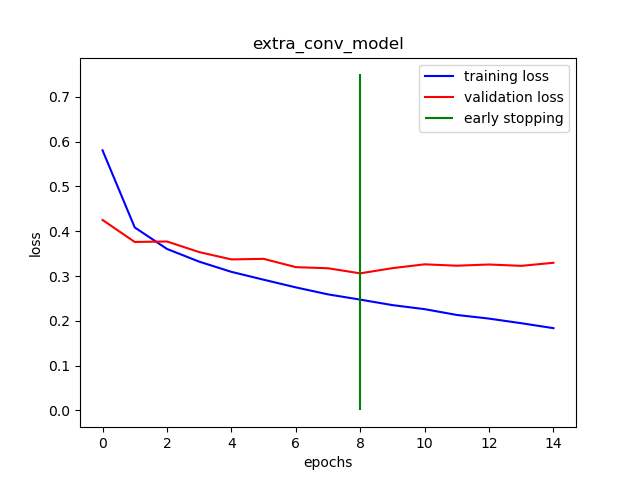 extra_conv_model
training loss
validation loss
early stopping
loss
0.7
0.6
0.5
0.4
0.3
0.2
0.1
0.0
0 2 4 6 8 10 12 14
epochs